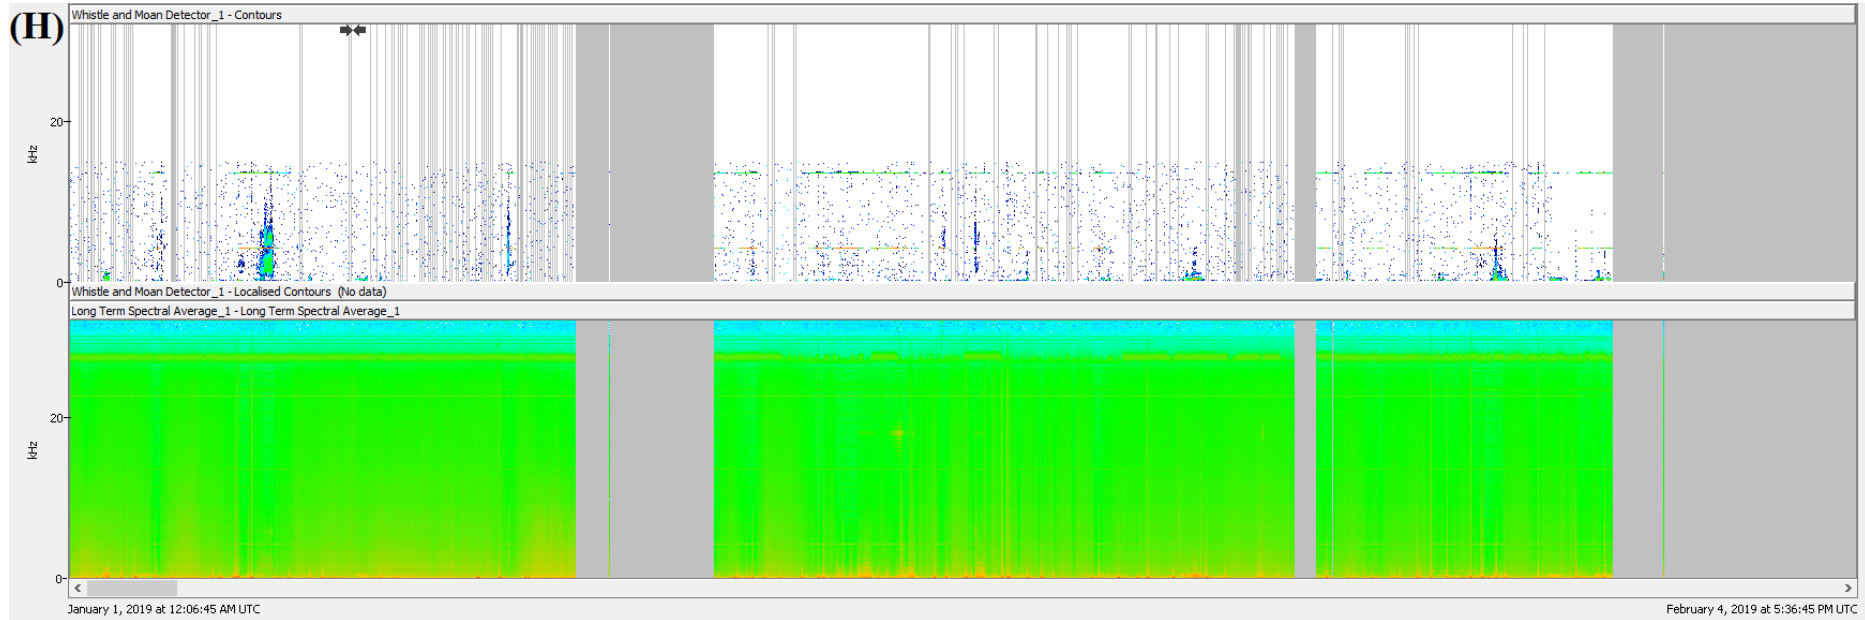 (H)
Whistle and Moan Detector_1 - Contours
20
kHz
0
Whistle and Moan Detector_1 - Localised Contours (No data)
Long Term Spectral Average_1 - Long Term Spectral Average_1
20
kHz
0
January 1, 2019 at 12:06:45 AM UTC
February 4, 2019 at 5:36:45 PM UTC